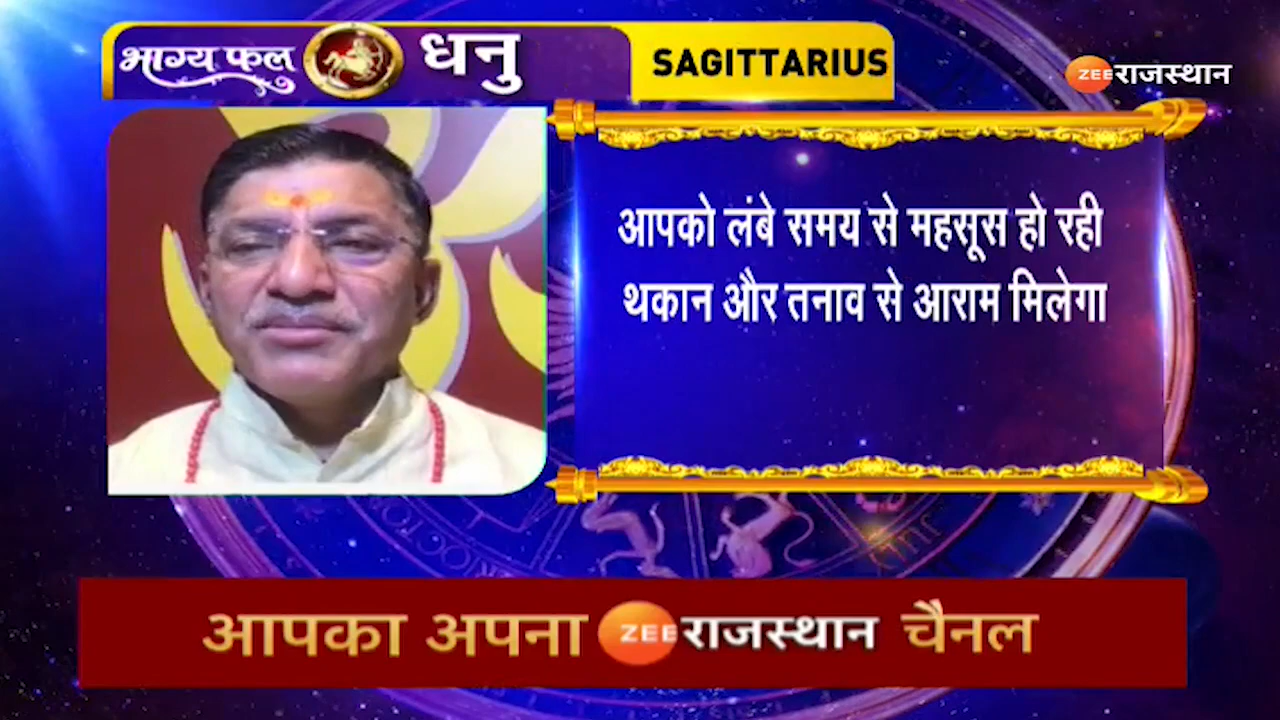 भाग्य फल धनु SAGITTARIUS
ZEE राजस्थान
आपको लंबे समय से महसूस हो रही
थकान और तनाव से आराम मिलेगा
आपका अपना ZEE राजस्थान चैनल